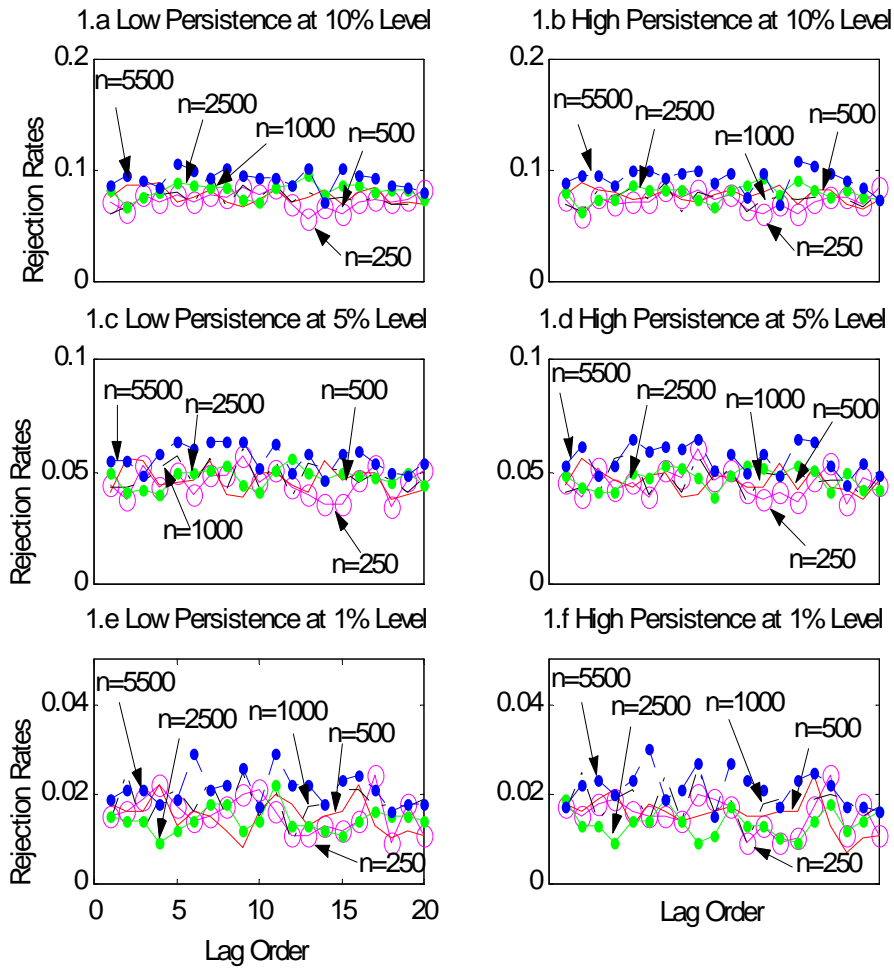 1.a Low Persistence at 10% Level
1.b High Persistence at 10% Level
Rejection Rates
0.2
0.1
0
n=5500
n=2500
n=1000
n=500
n=250
0.2
0.1
0
n=5500
n=2500
n=1000
n=500
n=250
1.c Low Persistence at 5% Level
1.d High Persistence at 5% Level
Rejection Rates
0.1
0.05
0
n=5500
n=2500
n=500
n=1000
n=250
0.1
0.05
0
n=5500
n=2500
n=1000
n=500
n=250
1.e Low Persistence at 1% Level
1.f High Persistence at 1% Level
Rejection Rates
0.04
0.02
0
n=5500
n=2500
n=1000
n=500
n=250
0 5 10 15 20
Lag Order
0.04
0.02
0
n=5500
n=2500
n=1000
n=500
n=250
Lag Order